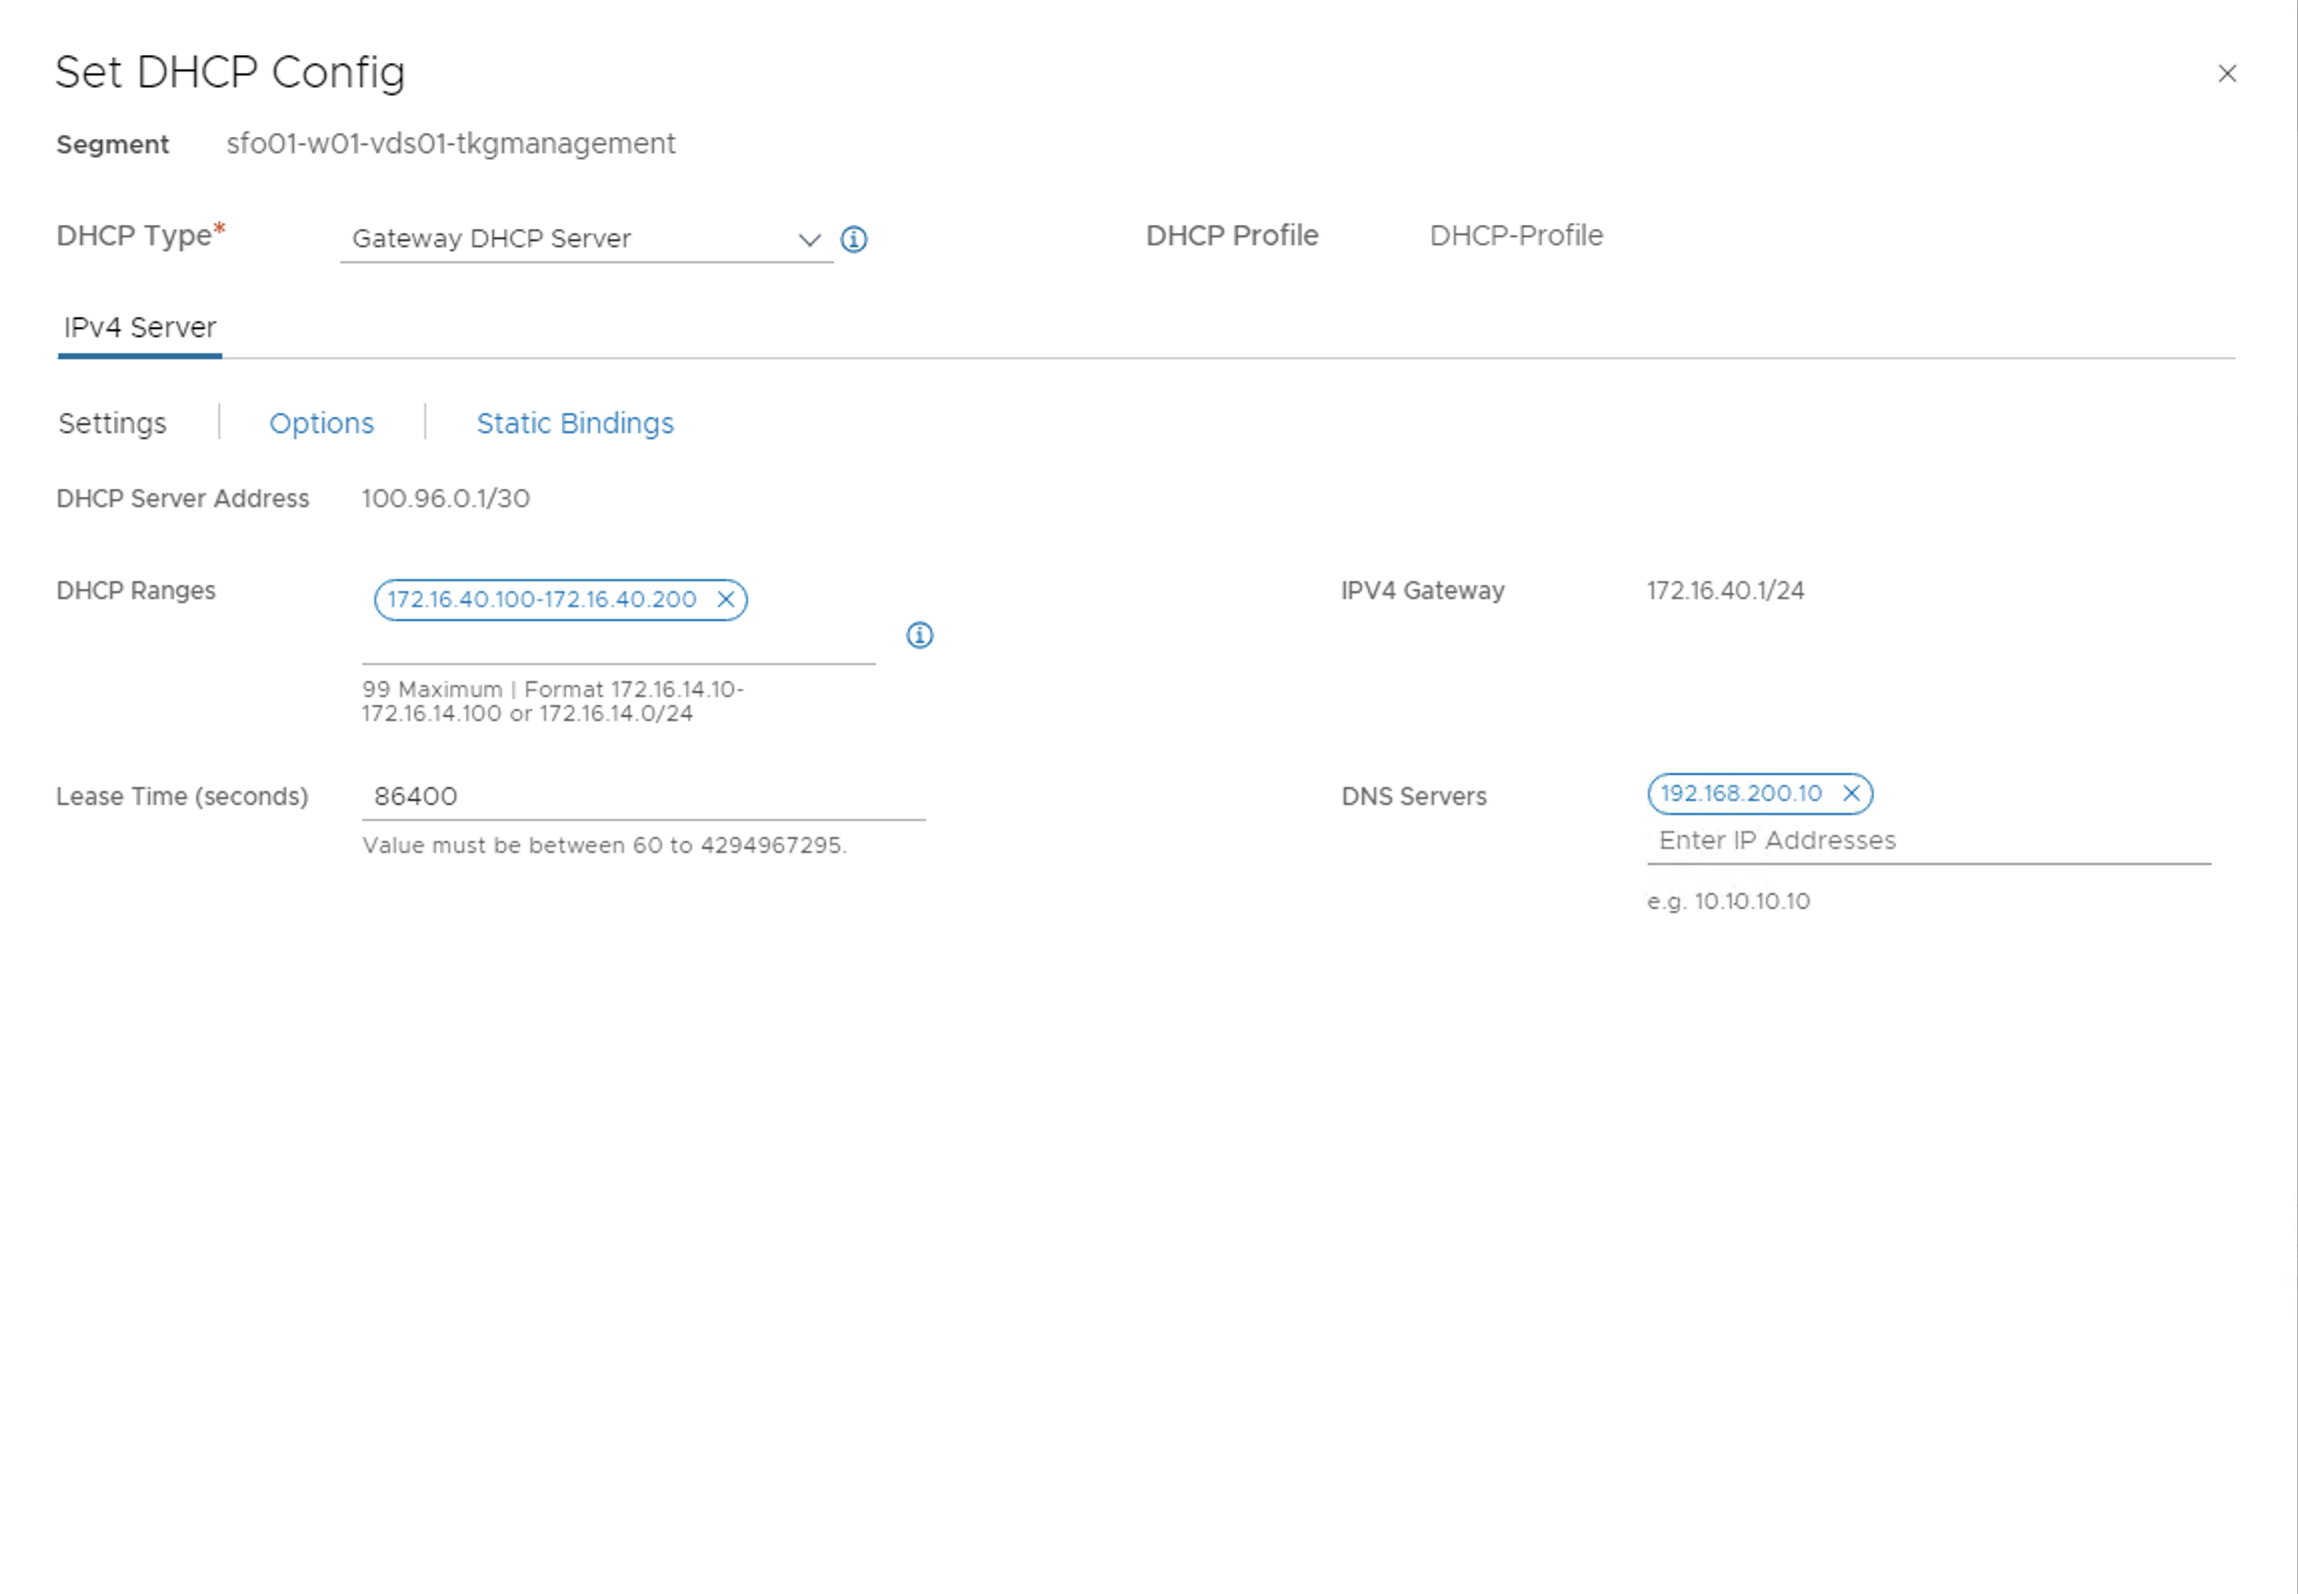 Set DHCP Config
Segment sfo01-w01-vds01-tkgmanagement
DHCP Type* Gateway DHCP Server DHCP Profile DHCP-Profile
IPv4 Server
Settings Options Static Bindings
DHCP Server Address 100.96.0.1/30
DHCP Ranges 172.16.40.100-172.16.40.200 IPV4 Gateway 172.16.40.1/24
99 Maximum | Format 172.16.14.10-
172.16.14.100 or 172.16.14.0/24
Lease Time (seconds) 86400 DNS Servers 192.168.200.10
Enter IP Addresses
Value must be between 60 to 4294967295.
e.g. 10.10.10.10